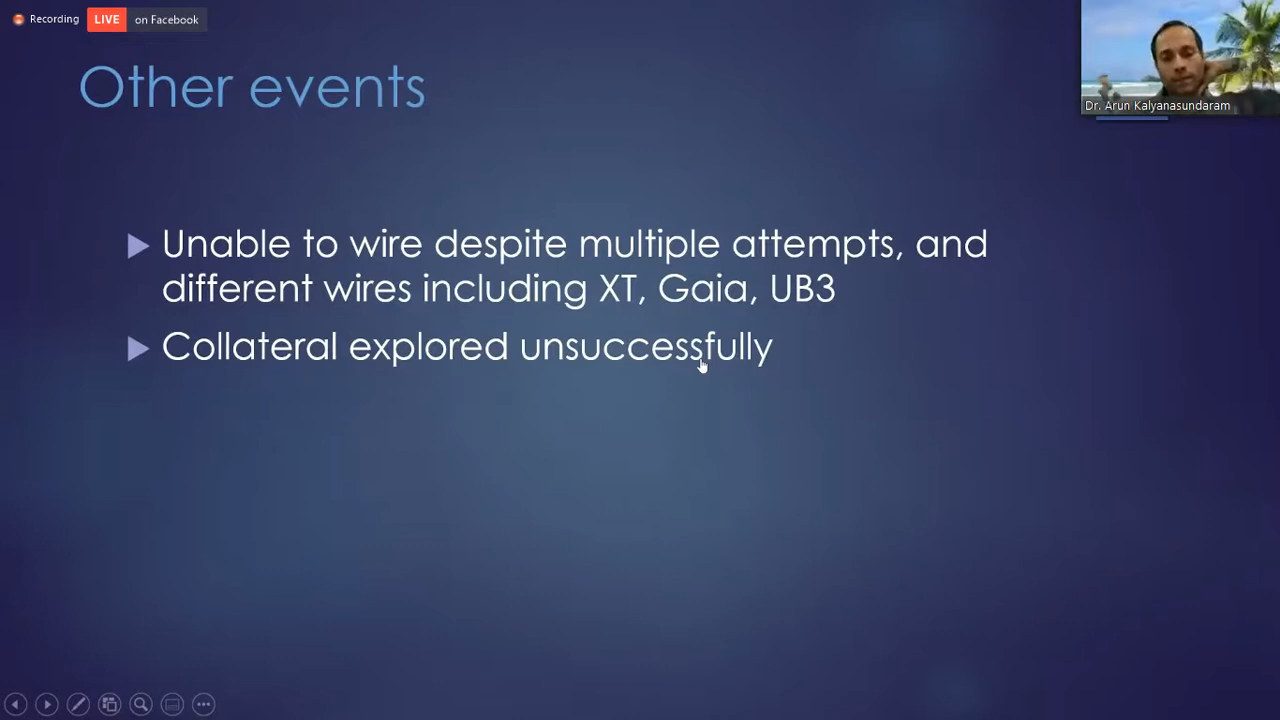 Recording
LIVE on Facebook
Other events
Dr. Arun Kalyanasundaram
Unable to wire despite multiple attempts, and
different wires including XT, Gaia, UB3
Collateral explored unsuccessfully